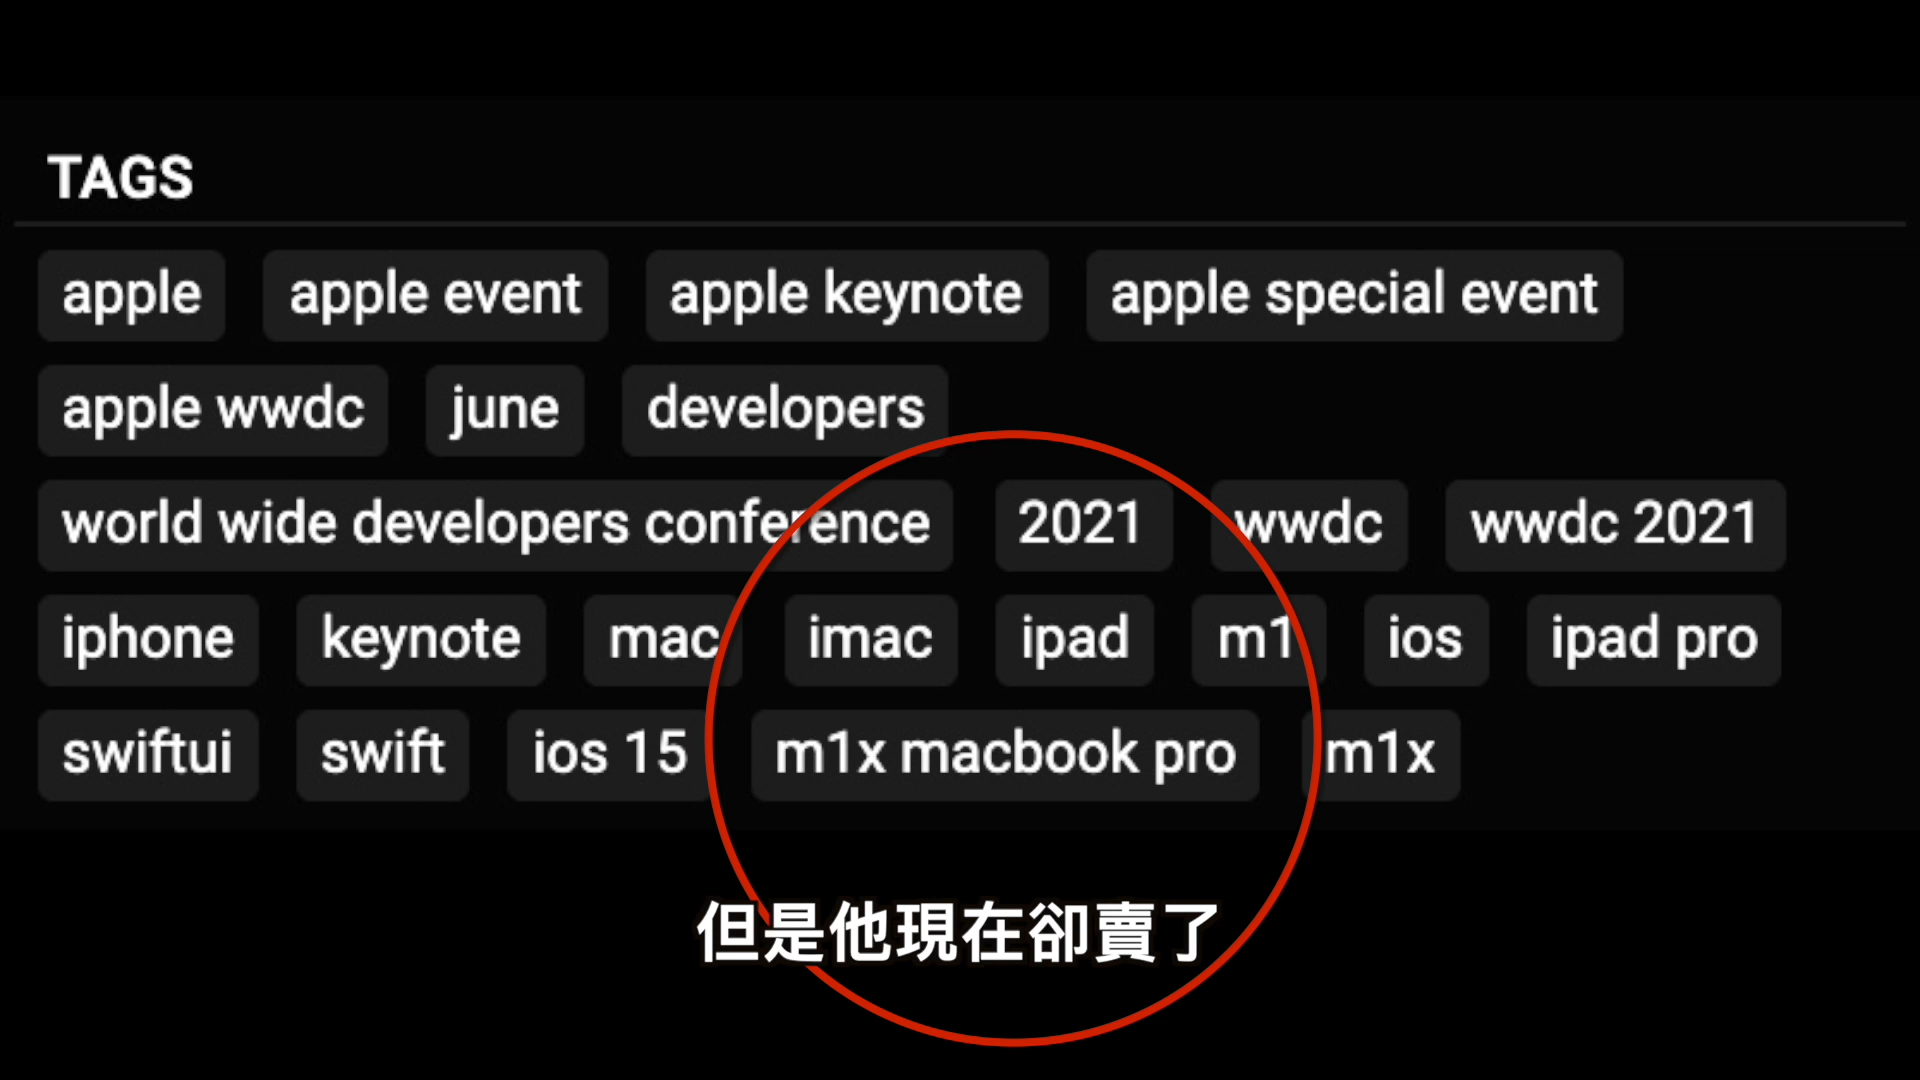 TAGS
apple apple event apple keynote apple special event
apple wwdc june developers
world wide developers conference 2021 wwdc wwdc 2021
iphone keynote mac imac ipad m1 ios ipad pro
swiftui swift ios 15 m1x macbook pro m1x
但是他現在卻賣了